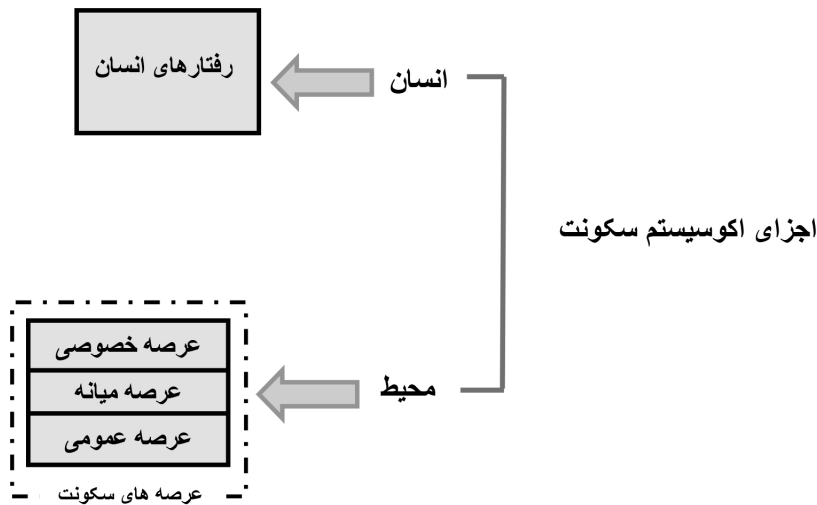 اجزای اکوسیستم سکونت
انسان
رفتارهای انسان
محیط
عرصه خصوصی
عرصه میانه
عرصه عمومی
عرصه های سکونت